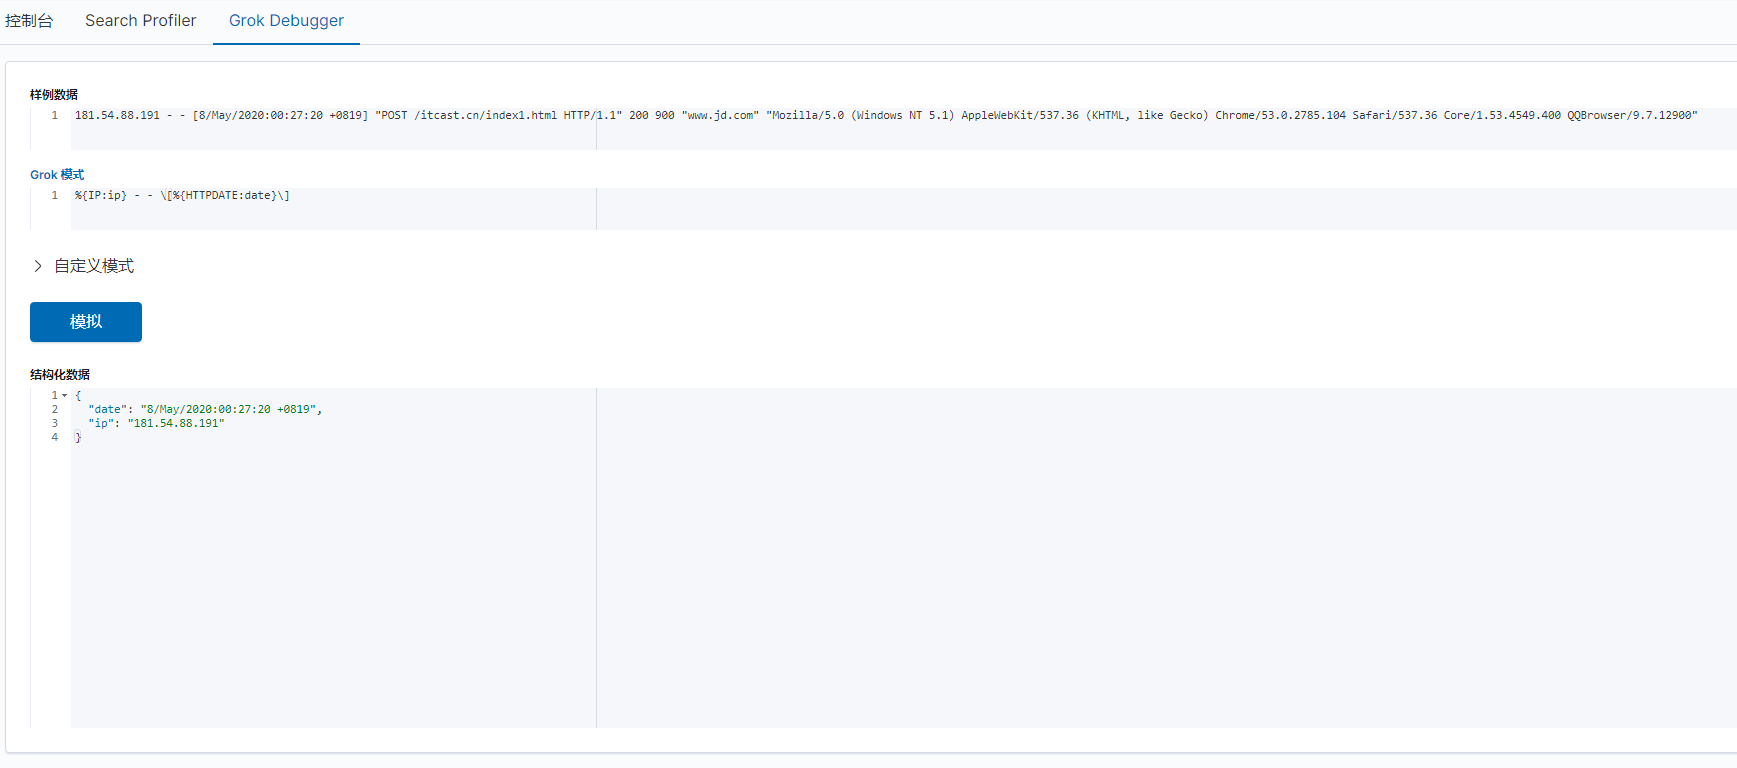 控制台 Search Profiler Grok Debugger
样例数据
1 181.54.88.191 - - [8/May/2020:00:27:20 +0819] "POST /itcast.cn/index1.html HTTP/1.1" 200 900 "www.jd.com" "Mozilla/5.0 (Windows NT 5.1) AppleWebKit/537.36 (KHTML, like Gecko) Chrome/53.0.2785.104 Safari/537.36 Core/1.53.4549.400 QQBrowser/9.7.12900"
Grok 模式
1 %{IP:ip} - - \[%{HTTPDATE:date}\]
自定义模式
模拟
结构化数据
1 {
2 "date": "8/May/2020:00:27:20 +0819",
3 "ip": "181.54.88.191"
4 }